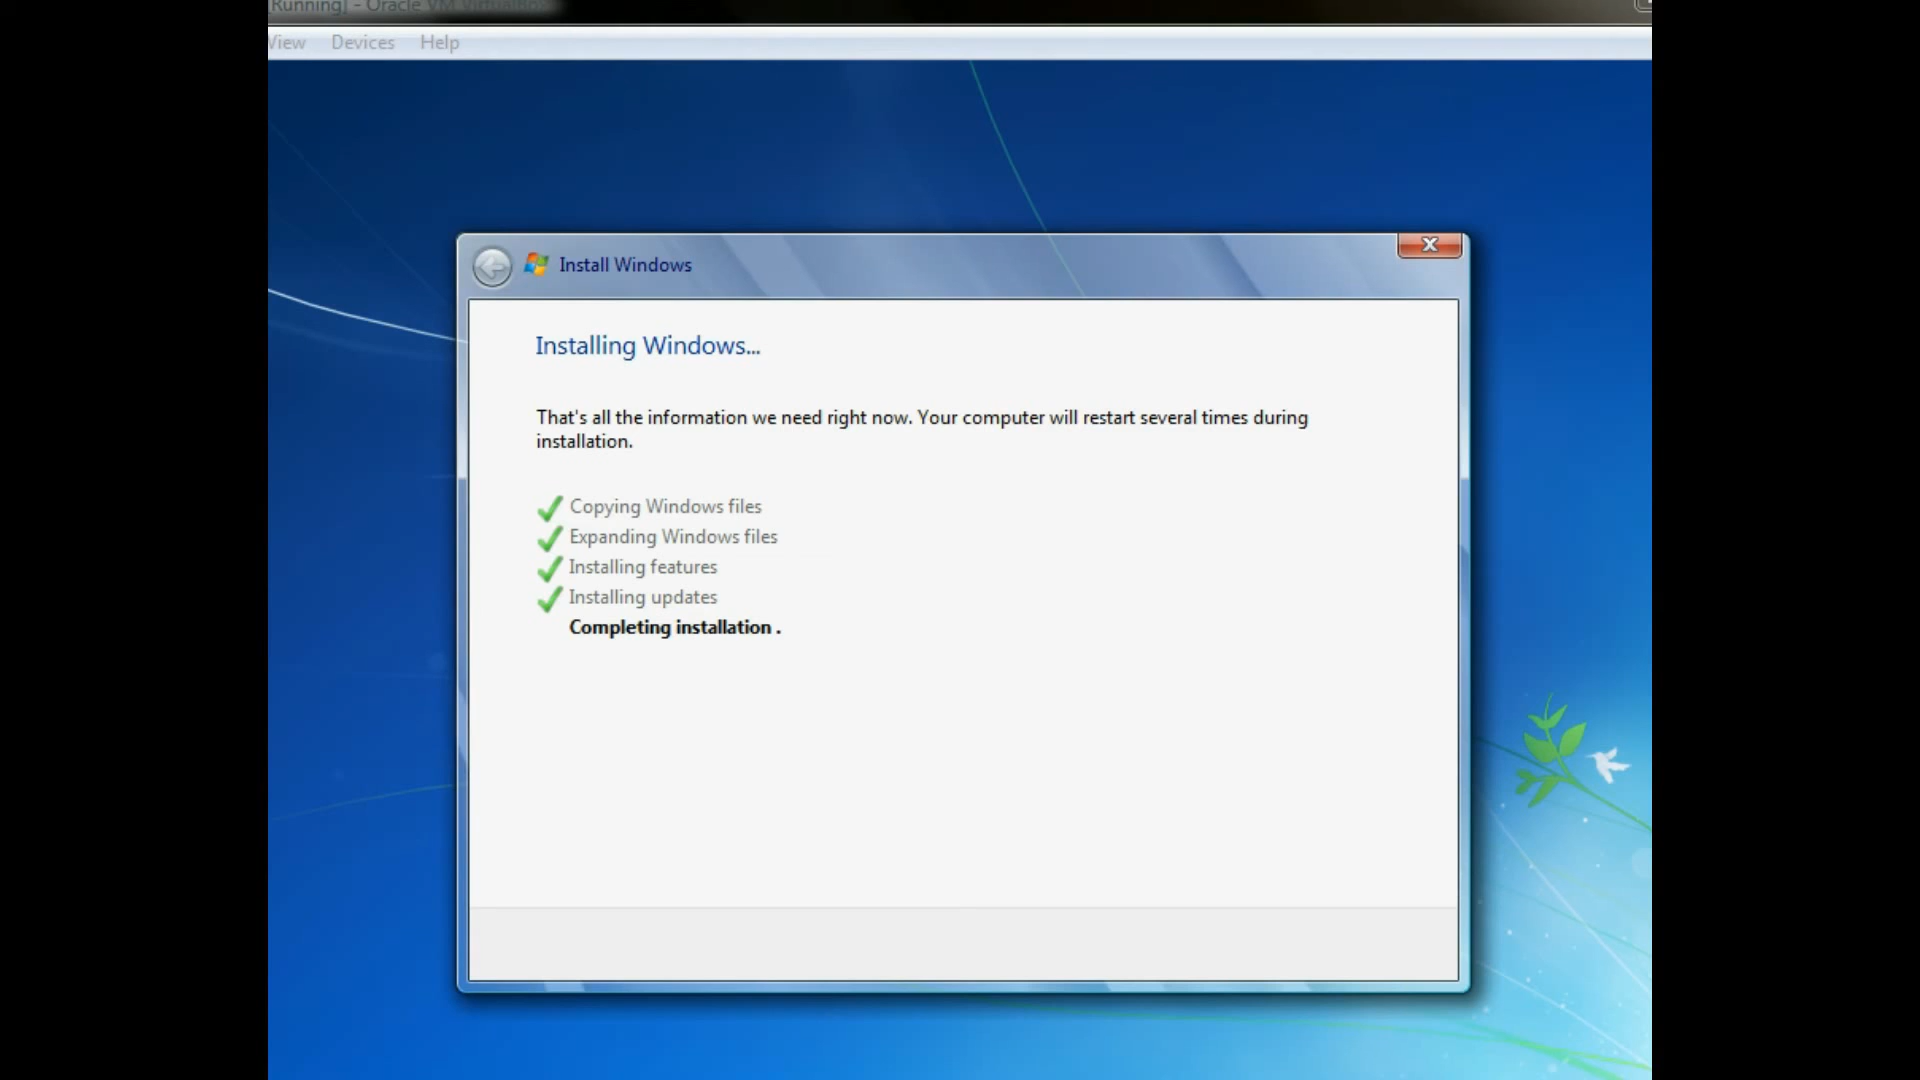 [Running] - Oracle VM VirtualBox
View Devices Help
Install Windows
Installing Windows...
That's all the information we need right now. Your computer will restart several times during
installation.
Copying Windows files
Expanding Windows files
Installing features
Installing updates
Completing installation .